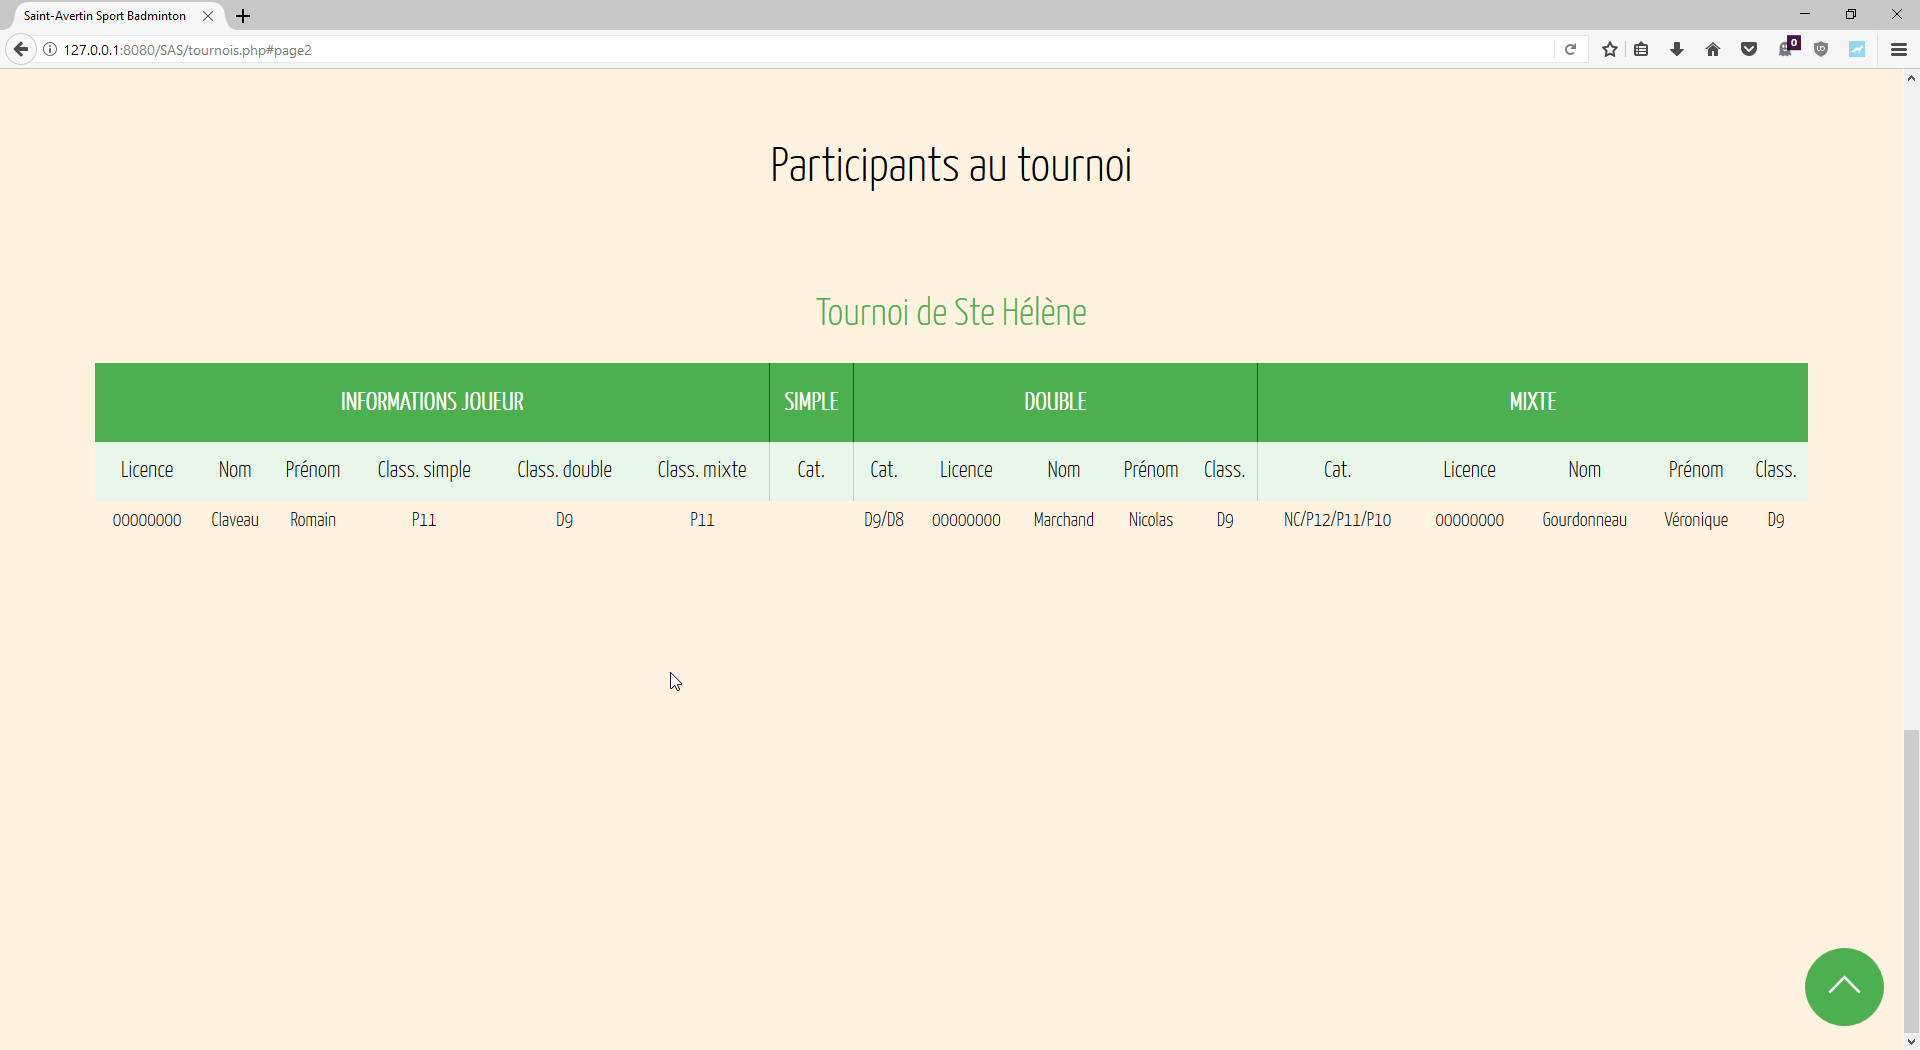 Saint-Avertin Sport Badminton
127.0.0.1:8080/SAS/tournois.php#page2
0
Participants au tournoi
Tournoi de Ste Hélène
INFORMATIONS JOUEUR SIMPLE DOUBLE MIXTE
Licence Nom Prénom Class. simple Class. double Class. mixte Cat. Cat. Licence Nom Prénom Class. Cat. Licence Nom Prénom Class.
00000000 Claveau Romain P11 D9 P11 D9/D8 00000000 Marchand Nicolas D9 NC/P12/P11/P10 00000000 Gourdonneau Véronique D9